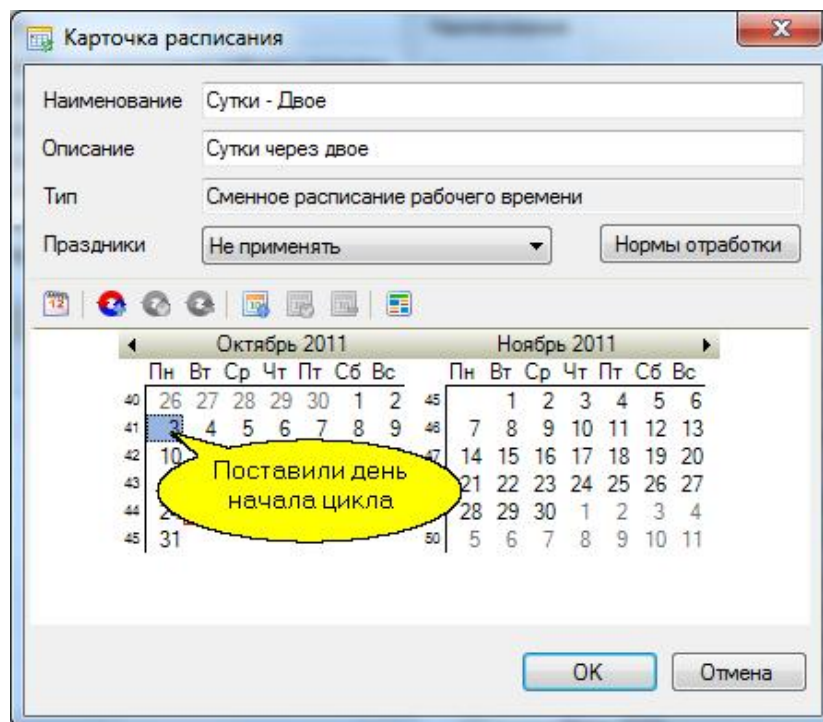 Карточка расписания
Наименование Сутки - Двое
Описание Сутки через двое
Тип Сменное расписание рабочего времени
Праздники Не применять Нормы отработки
12
Октябрь 2011 Ноябрь 2011
Пн Вт Ср Чт Пт Сб Вс Пн Вт Ср Чт Пт Сб Вс
40 26 27 28 29 30 1 2 45 1 2 3 4 5 6
41 3 4 5 6 7 8 9 46 7 8 9 10 11 12 13
42 10 47 14 15 16 17 18 19 20
43 21 22 23 24 25 26 27
44 24 28 29 30 1 2 3 4
45 31 50 5 6 7 8 9 10 11
Поставили день
начала цикла
OK Отмена